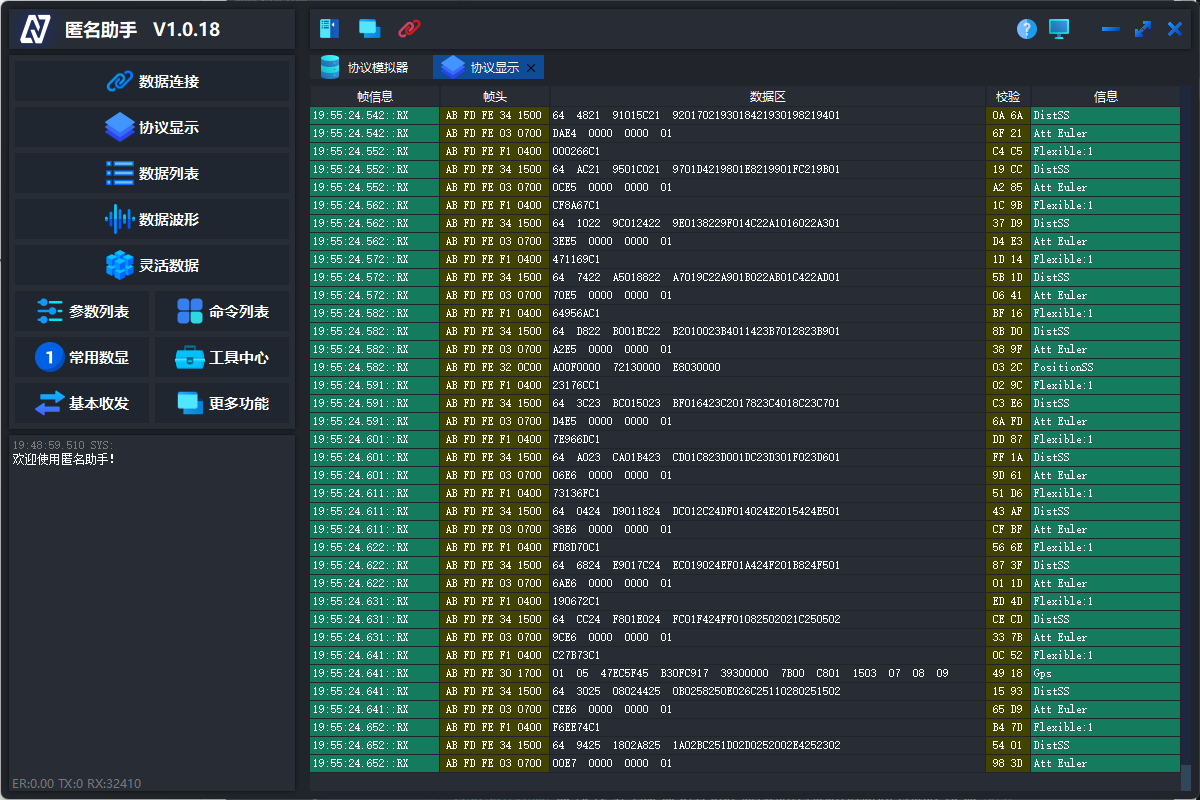 匿名助手 V1.0.18
数据连接
协议显示
数据列表
数据波形
灵活数据
参数列表 命令列表
1 常用数显 工具中心
基本收发 更多功能
19:48:59.510 SYS:
欢迎使用匿名助手!
ER:0.00 TX:0 RX:32410
?
协议模拟器 协议显示 ×
帧信息 帧头 数据区 校验 信息
19:55:24.542::RX AB FD FE 34 1500 64 4821 91015C21 920170219301842193019821​9401 0A 6A DistSS
19:55:24.542::RX AB FD FE 03 0700 DAE4 0000 0000 01 6F 21 Att Euler
19:55:24.552::RX AB FD FE F1 0400 000266C1 C4 C5 Flexible:1
19:55:24.552::RX AB FD FE 34 1500 64 AC21 9501C021 9701D4219801E8219901FC219B01 19 CC DistSS
19:55:24.552::RX AB FD FE 03 0700 0CE5 0000 0000 01 A2 85 Att Euler
19:55:24.562::RX AB FD FE F1 0400 CF8A67C1 1C 9B Flexible:1
19:55:24.562::RX AB FD FE 34 1500 64 1022 9C012422 9E0138229F014C22A1016022A301 37 D9 DistSS
19:55:24.562::RX AB FD FE 03 0700 3EE5 0000 0000 01 D4 E3 Att Euler
19:55:24.572::RX AB FD FE F1 0400 471169C1 1D 14 Flexible:1
19:55:24.572::RX AB FD FE 34 1500 64 7422 A5018822 A7019C22A901B022AB01C422AD01 5B 1D DistSS
19:55:24.572::RX AB FD FE 03 0700 70E5 0000 0000 01 06 41 Att Euler
19:55:24.582::RX AB FD FE F1 0400 64956AC1 BF 16 Flexible:1
19:55:24.582::RX AB FD FE 34 1500 64 D822 B001EC22 B2010023B4011423B7012823B901 8B D0 DistSS
19:55:24.582::RX AB FD FE 03 0700 A2E5 0000 0000 01 38 9F Att Euler
19:55:24.582::RX AB FD FE 32 0C00 A00F0000 72130000 E8030000 03 2C PositionSS
19:55:24.591::RX AB FD FE F1 0400 23176CC1 02 9C Flexible:1
19:55:24.591::RX AB FD FE 34 1500 64 3C23 BC015023 BF016423C2017823C4018C23C701 C3 E6 DistSS
19:55:24.591::RX AB FD FE 03 0700 D4E5 0000 0000 01 6A FD Att Euler
19:55:24.601::RX AB FD FE F1 0400 7E966DC1 DD 87 Flexible:1
19:55:24.601::RX AB FD FE 34 1500 64 A023 CA01B423 CD01C823D001DC23D301F023D601 FF 1A DistSS
19:55:24.601::RX AB FD FE 03 0700 06E6 0000 0000 01 9D 61 Att Euler
19:55:24.611::RX AB FD FE F1 0400 73136FC1 51 D6 Flexible:1
19:55:24.611::RX AB FD FE 34 1500 64 0424 D9011824 DC012C24DF014024E2015424E501 43 AF DistSS
19:55:24.611::RX AB FD FE 03 0700 38E6 0000 0000 01 CF BF Att Euler
19:55:24.622::RX AB FD FE F1 0400 FD8D70C1 56 6E Flexible:1
19:55:24.622::RX AB FD FE 34 1500 64 6824 E9017C24 EC019024EF01A424F201B824F501 87 3F DistSS
19:55:24.622::RX AB FD FE 03 0700 6AE6 0000 0000 01 01 1D Att Euler
19:55:24.631::RX AB FD FE F1 0400 190672C1 ED 4D Flexible:1
19:55:24.631::RX AB FD FE 34 1500 64 CC24 F801E024 FC01F424FF01082502021C250502 CE CD DistSS
19:55:24.631::RX AB FD FE 03 0700 9CE6 0000 0000 01 33 7B Att Euler
19:55:24.641::RX AB FD FE F1 0400 C27B73C1 0C 52 Flexible:1
19:55:24.641::RX AB FD FE 30 1700 01 05 47EC5F45 B30FC917 39300000 7B00 C801 1503 07 08 09 49 18 Gps
19:55:24.641::RX AB FD FE 34 1500 64 3025 08024425 0B0258250E026C25110280251502 15 93 DistSS
19:55:24.641::RX AB FD FE 03 0700 CEE6 0000 0000 01 65 D9 Att Euler
19:55:24.652::RX AB FD FE F1 0400 F6EE74C1 B4 7D Flexible:1
19:55:24.652::RX AB FD FE 34 1500 64 9425 1802A825 1A02BC251D02D0252002E4252302 54 01 DistSS
19:55:24.652::RX AB FD FE 03 0700 00E7 0000 0000 01 98 3D Att Euler